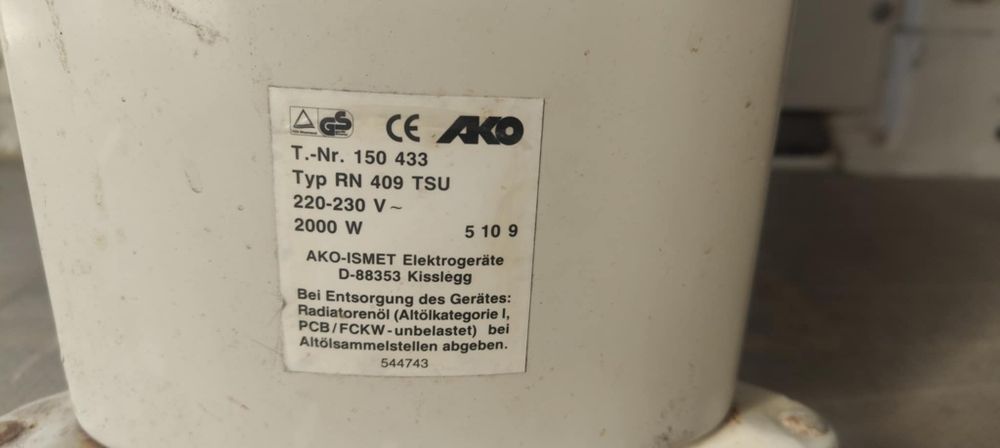 GS CE AKO
T.-Nr. 150 433
Typ RN 409 TSU
220-230 V ~
2000 W 5 10 9
AKO-ISMET Elektrogeräte
D-88353 Kisslegg
Bei Entsorgung des Gerätes:
Radiatorenöl (Altölkategorie I,
PCB/FCKW-unbelastet) bei
Altölsammelstellen abgeben.
544743